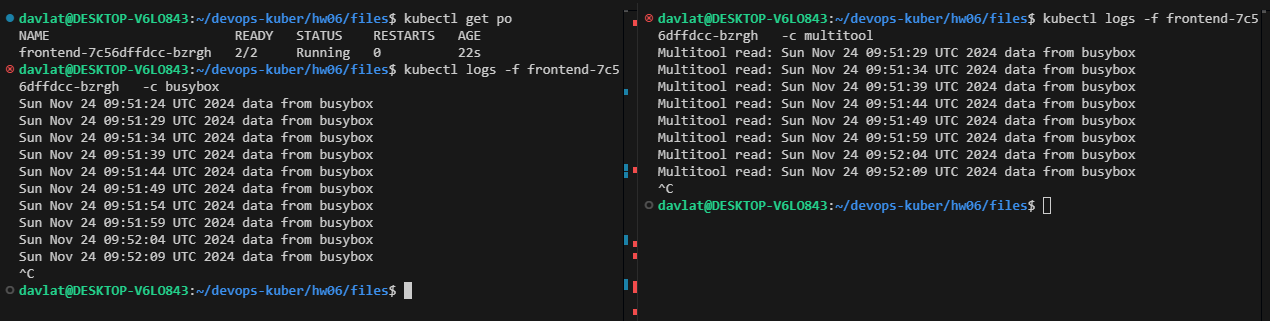 davlat@DESKTOP-V6LO843:~/devops-kuber/hw06/files$ kubectl get po
NAME                        READY   STATUS    RESTARTS   AGE
frontend-7c56dffdcc-bzrgh   2/2     Running   0          22s
davlat@DESKTOP-V6LO843:~/devops-kuber/hw06/files$ kubectl logs -f frontend-7c5
6dffdcc-bzrgh   -c busybox
Sun Nov 24 09:51:24 UTC 2024 data from busybox
Sun Nov 24 09:51:29 UTC 2024 data from busybox
Sun Nov 24 09:51:34 UTC 2024 data from busybox
Sun Nov 24 09:51:39 UTC 2024 data from busybox
Sun Nov 24 09:51:44 UTC 2024 data from busybox
Sun Nov 24 09:51:49 UTC 2024 data from busybox
Sun Nov 24 09:51:54 UTC 2024 data from busybox
Sun Nov 24 09:51:59 UTC 2024 data from busybox
Sun Nov 24 09:52:04 UTC 2024 data from busybox
Sun Nov 24 09:52:09 UTC 2024 data from busybox
^C
davlat@DESKTOP-V6LO843:~/devops-kuber/hw06/files$
davlat@DESKTOP-V6LO843:~/devops-kuber/hw06/files$ kubectl logs -f frontend-7c5
6dffdcc-bzrgh   -c multitool
Multitool read: Sun Nov 24 09:51:29 UTC 2024 data from busybox
Multitool read: Sun Nov 24 09:51:34 UTC 2024 data from busybox
Multitool read: Sun Nov 24 09:51:39 UTC 2024 data from busybox
Multitool read: Sun Nov 24 09:51:44 UTC 2024 data from busybox
Multitool read: Sun Nov 24 09:51:49 UTC 2024 data from busybox
Multitool read: Sun Nov 24 09:51:59 UTC 2024 data from busybox
Multitool read: Sun Nov 24 09:52:04 UTC 2024 data from busybox
Multitool read: Sun Nov 24 09:52:09 UTC 2024 data from busybox
^C
davlat@DESKTOP-V6LO843:~/devops-kuber/hw06/files$